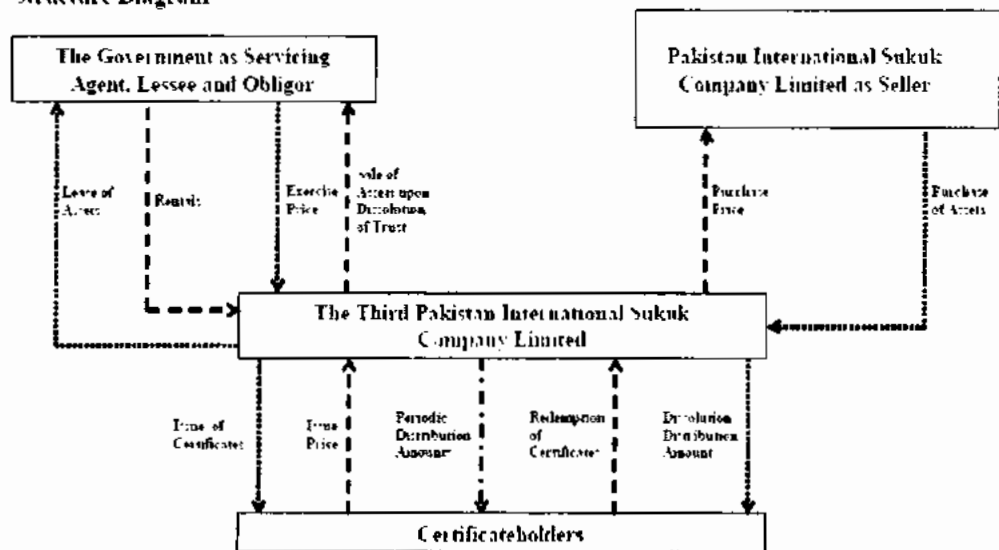 Structure Diagram
The Government as Servicing
Agent, Lessee and Obligor
Pakistan International Sukuk
Company Limited as Seller
Lease of
Assets
Rentals
Exercise
Price
Sale of
Assets upon
Dissolution
of Trust
Purchase
Price
Purchase
of Assets
The Third Pakistan International Sukuk
Company Limited
Issue of
Certificates
Issue
Price
Periodic
Distribution
Amounts
Redemption
of
Certificates
Dissolution
Distribution
Amount
Certificateholders